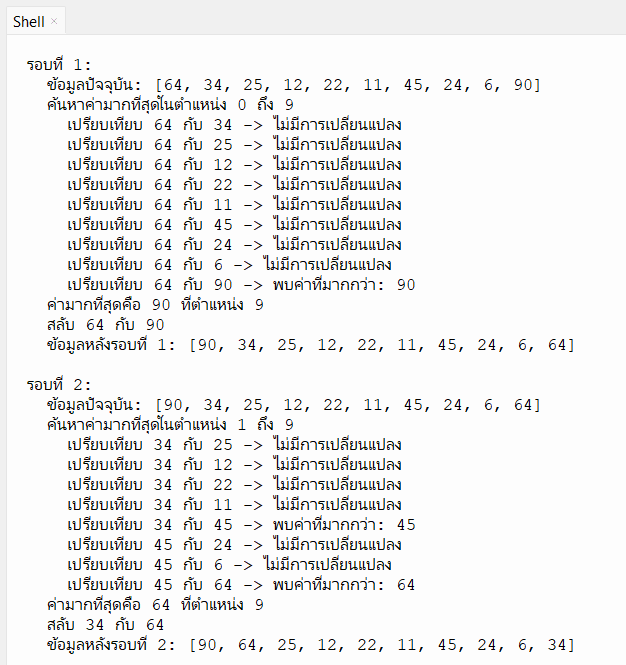 Shell ×
รอบที่ 1:
ข้อมูลปัจจุบัน: [64, 34, 25, 12, 22, 11, 45, 24, 6, 90]
ค้นหาค่ามากที่สุดในตำแหน่ง 0 ถึง 9
เปรียบเทียบ 64 กับ 34 -> ไม่มีการเปลี่ยนแปลง
เปรียบเทียบ 64 กับ 25 -> ไม่มีการเปลี่ยนแปลง
เปรียบเทียบ 64 กับ 12 -> ไม่มีการเปลี่ยนแปลง
เปรียบเทียบ 64 กับ 22 -> ไม่มีการเปลี่ยนแปลง
เปรียบเทียบ 64 กับ 11 -> ไม่มีการเปลี่ยนแปลง
เปรียบเทียบ 64 กับ 45 -> ไม่มีการเปลี่ยนแปลง
เปรียบเทียบ 64 กับ 24 -> ไม่มีการเปลี่ยนแปลง
เปรียบเทียบ 64 กับ 6 -> ไม่มีการเปลี่ยนแปลง
เปรียบเทียบ 64 กับ 90 -> พบค่าที่มากกว่า: 90
ค่ามากที่สุดคือ 90 ที่ตำแหน่ง 9
สลับ 64 กับ 90
ข้อมูลหลังรอบที่ 1: [90, 34, 25, 12, 22, 11, 45, 24, 6, 64]
รอบที่ 2:
ข้อมูลปัจจุบัน: [90, 34, 25, 12, 22, 11, 45, 24, 6, 64]
ค้นหาค่ามากที่สุดในตำแหน่ง 1 ถึง 9
เปรียบเทียบ 34 กับ 25 -> ไม่มีการเปลี่ยนแปลง
เปรียบเทียบ 34 กับ 12 -> ไม่มีการเปลี่ยนแปลง
เปรียบเทียบ 34 กับ 22 -> ไม่มีการเปลี่ยนแปลง
เปรียบเทียบ 34 กับ 11 -> ไม่มีการเปลี่ยนแปลง
เปรียบเทียบ 34 กับ 45 -> พบค่าที่มากกว่า: 45
เปรียบเทียบ 45 กับ 24 -> ไม่มีการเปลี่ยนแปลง
เปรียบเทียบ 45 กับ 6 -> ไม่มีการเปลี่ยนแปลง
เปรียบเทียบ 45 กับ 64 -> พบค่าที่มากกว่า: 64
ค่ามากที่สุดคือ 64 ที่ตำแหน่ง 9
สลับ 34 กับ 64
ข้อมูลหลังรอบที่ 2: [90, 64, 25, 12, 22, 11, 45, 24, 6, 34]